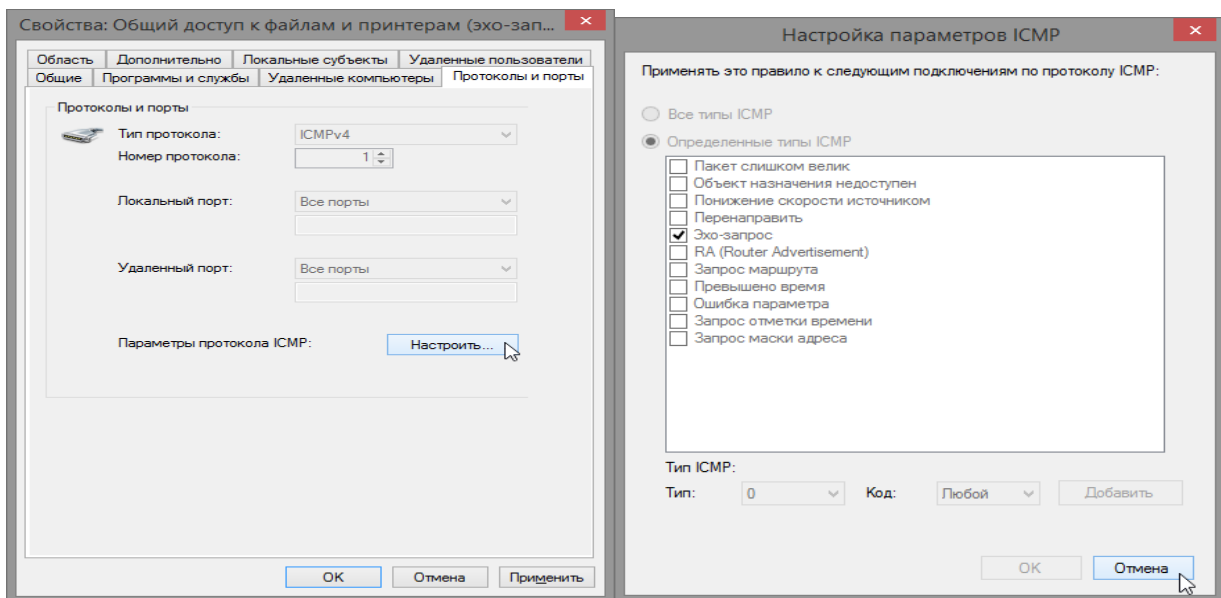 Свойства: Общий доступ к файлам и принтерам (эхо-зап...
Область Дополнительно Локальные субъекты Удаленные пользователи
Общие Программы и службы Удаленные компьютеры Протоколы и порты
Протоколы и порты
Тип протокола: ICMPv4
Номер протокола: 1
Локальный порт: Все порты
Удаленный порт: Все порты
Параметры протокола ICMP: Настроить...
OK Отмена Применить
Настройка параметров ICMP
Применять это правило к следующим подключениям по протоколу ICMP:
Все типы ICMP
Определенные типы ICMP
Пакет слишком велик
Объект назначения недоступен
Понижение скорости источником
Перенаправить
Эхо-запрос
RA (Router Advertisement)
Запрос маршрута
Превышено время
Ошибка параметра
Запрос отметки времени
Запрос маски адреса
Тип ICMP:
Тип: 0 Код: Любой Добавить
OK Отмена